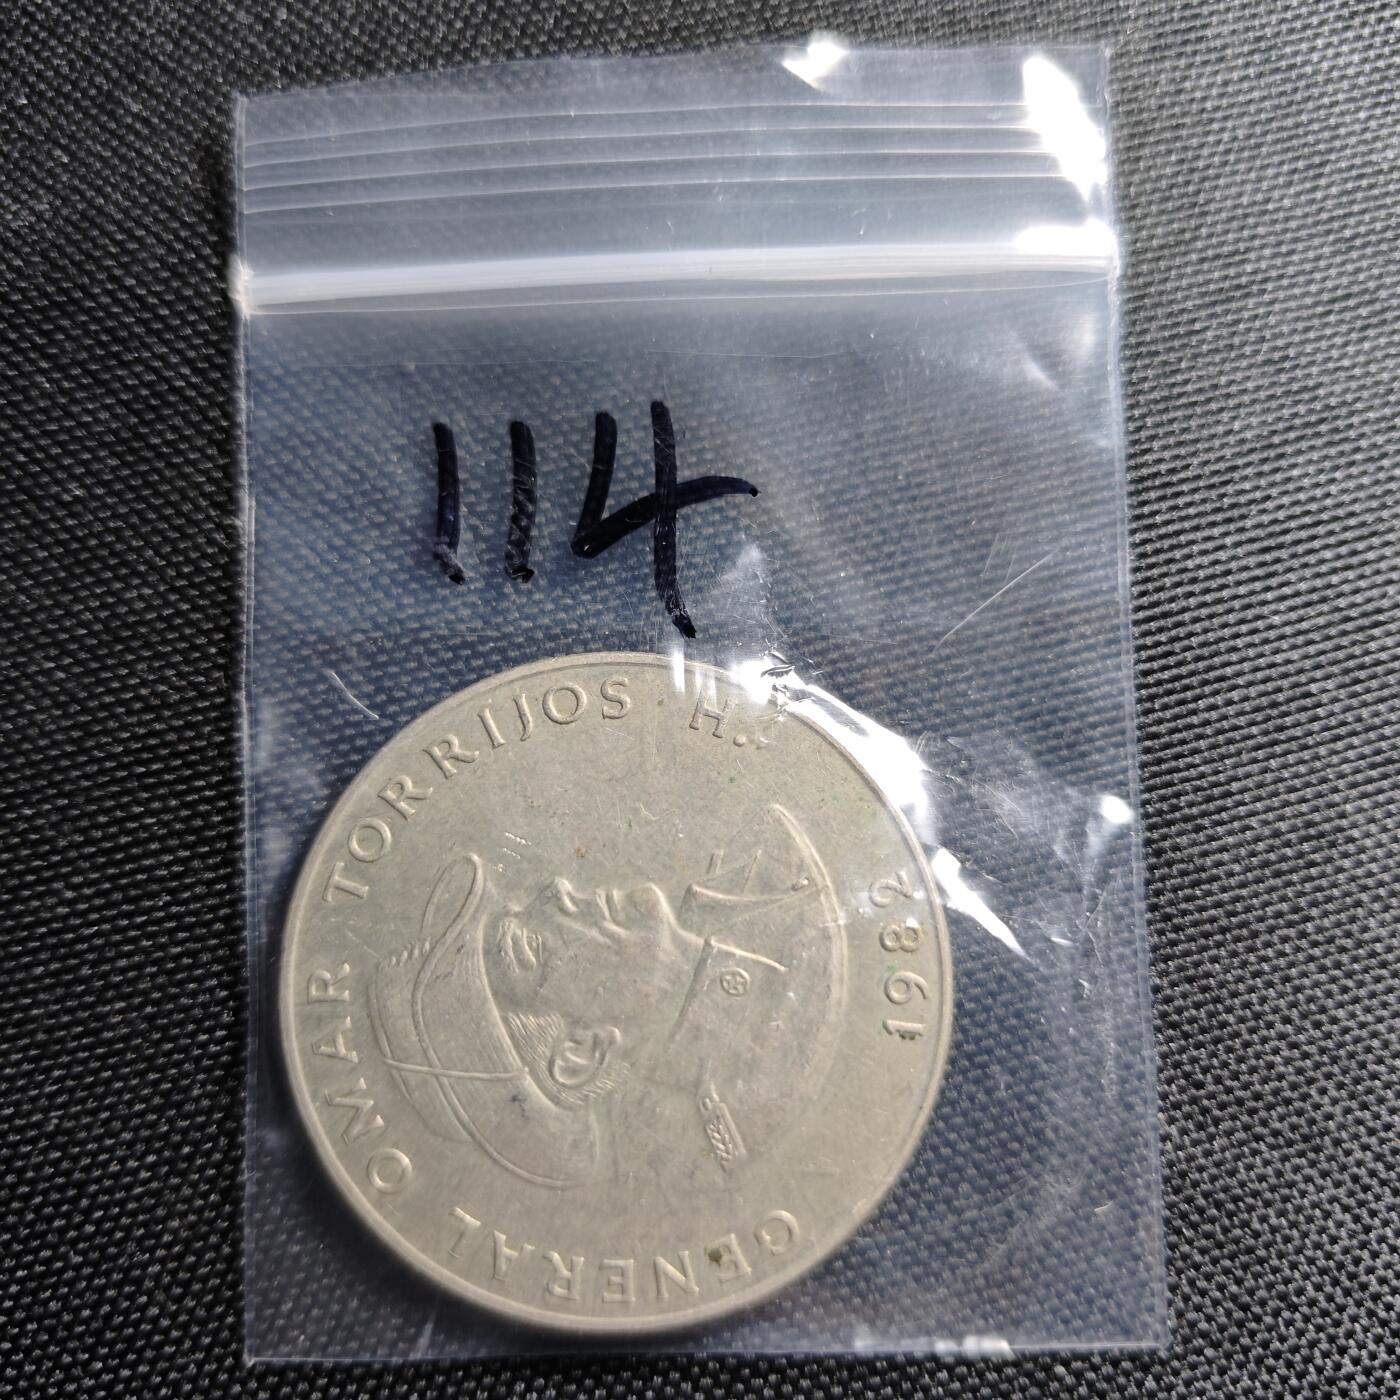 114
GENERAL OMAR TORRIJOS H.
1982